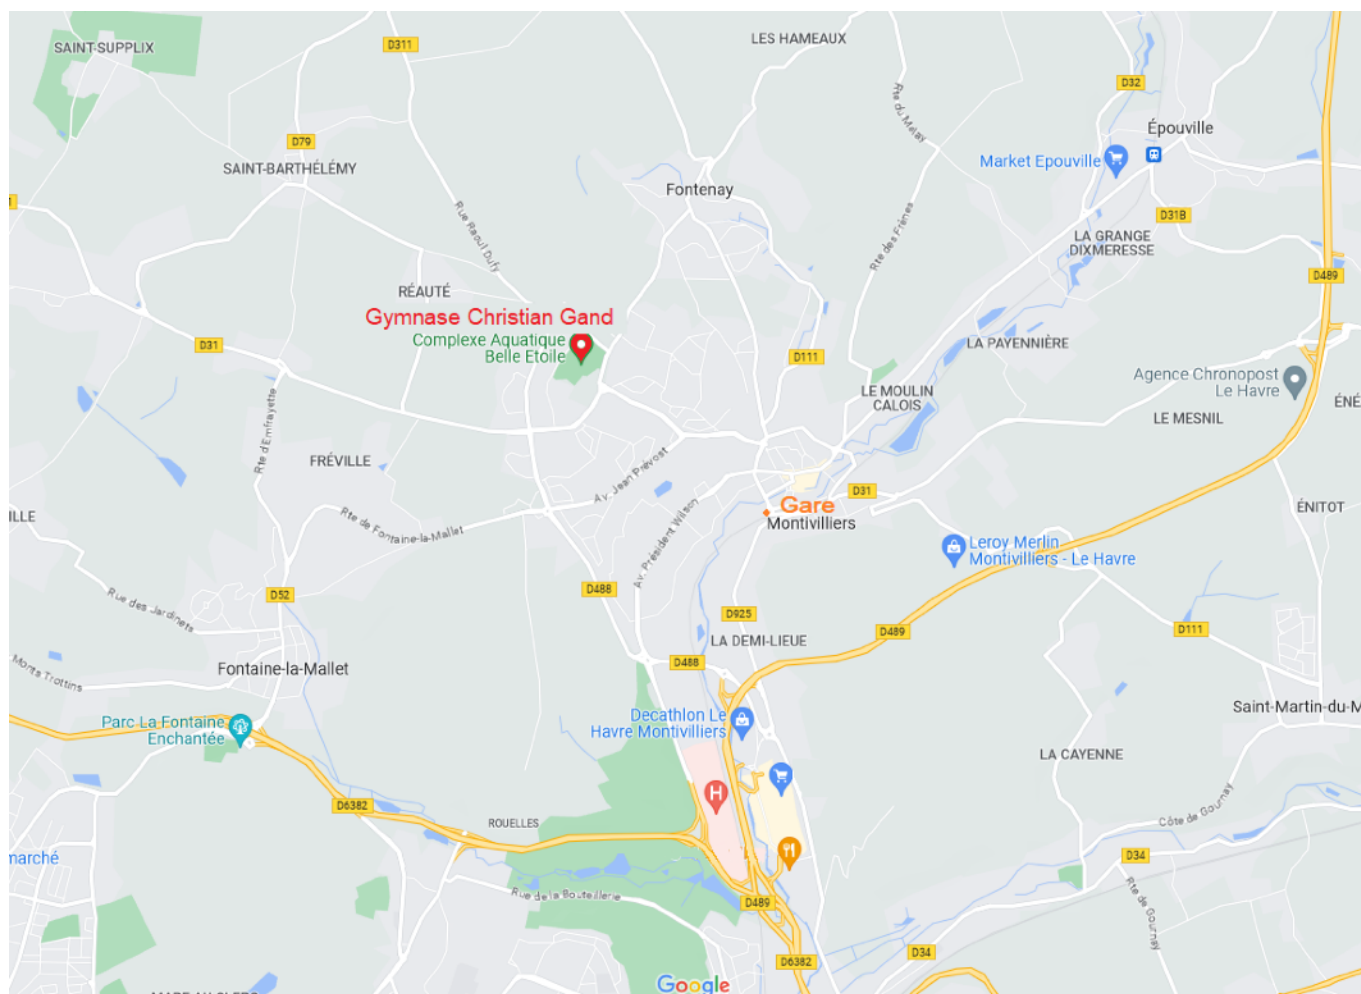 SAINT-SUPPLIX
D311
LES HAMEAUX
D32
Rte du Metaix
Épouville
D79
Market Epouville
SAINT-BARTHÉLÉMY
Fontenay
Rue Raoul Dufy
D31B
Rte des Frênes
LA GRANGE
DIXMERESSE
D489
RÉAUTÉ
Gymnase Christian Gand
Complexe Aquatique
Belle Etoile
D31
LA PAYENNIÈRE
D111
Agence Chronopost
Le Havre
LE MOULIN
CALOIS
ÉNÉ
LE MESNIL
Rte d'Emfrayette
FRÉVILLE
Av. Jean Prévost
D31
Gare
Montivilliers
ÉNITOT
ILLE
Rte de Fontaine-la-Mallet
Av. Président Wilson
Leroy Merlin
Montivilliers - Le Havre
D488
D52
Rue des Jardinets
D925
D489
D111
LA DEMI-LIEUE
D488
Monts Trottins
Fontaine-la-Mallet
Saint-Martin-du-M
Parc La Fontaine
Enchantée
Decathlon Le
Havre Montivilliers
LA CAYENNE
H
D6382
ROUELLES
Côte de Gournay
marché
D34
Rue de la Bouteillerie
D489
Rte de Gournay
D34
D6382
Google